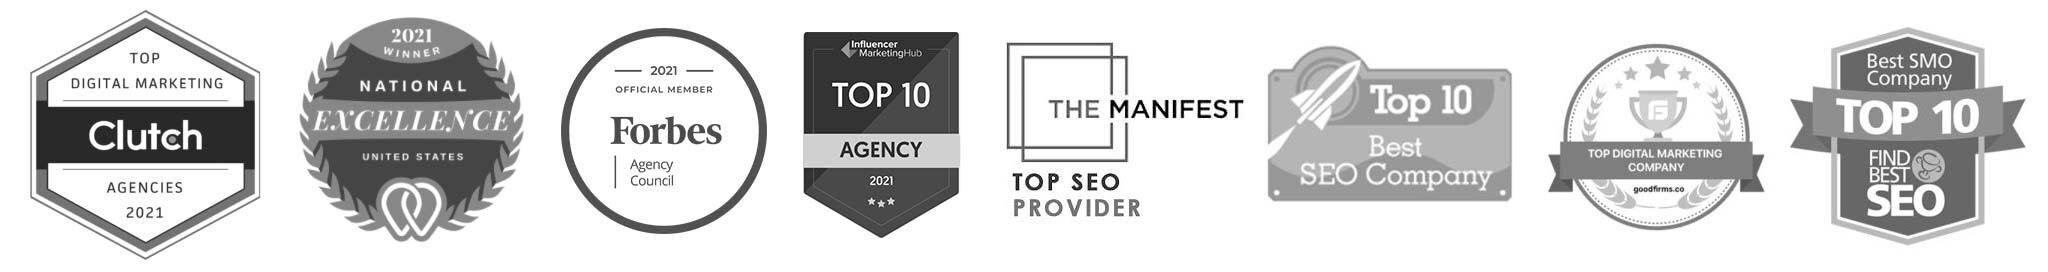 TOP
DIGITAL MARKETING
Clutch
AGENCIES
2021
2021
WINNER
NATIONAL
EXCELLENCE
UNITED STATES
2021
OFFICIAL MEMBER
Forbes
Agency
Council
Influencer
MarketingHub
TOP 10
AGENCY
2021
THE MANIFEST
TOP SEO
PROVIDER
Top 10
Best
SEO Company
TOP DIGITAL MARKETING
COMPANY
goodfirms.co
Best SMO
Company
TOP 10
FIND
BEST
SEO